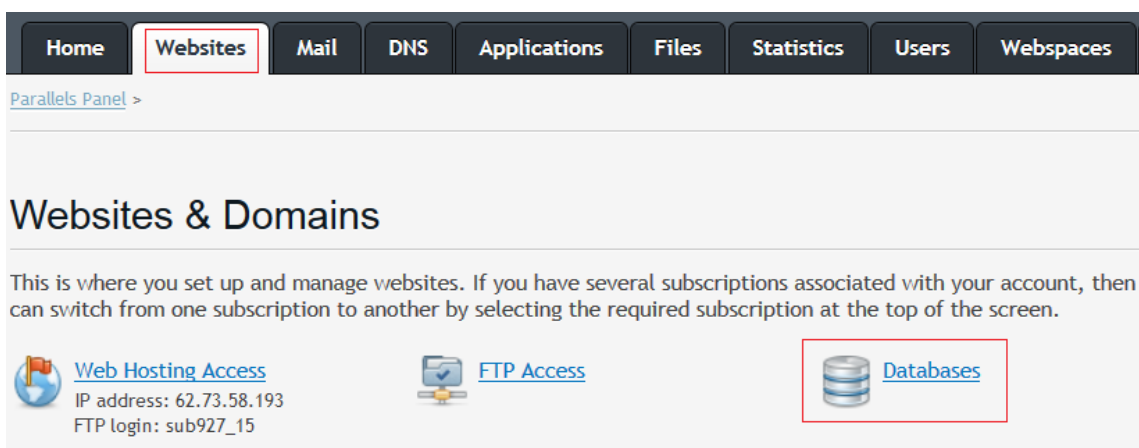 Home Websites Mail DNS Applications Files Statistics Users Webspaces
Parallels Panel >
Websites & Domains
This is where you set up and manage websites. If you have several subscriptions associated with your account, then
can switch from one subscription to another by selecting the required subscription at the top of the screen.
Web Hosting Access FTP Access Databases
IP address: 62.73.58.193
FTP login: sub927_15